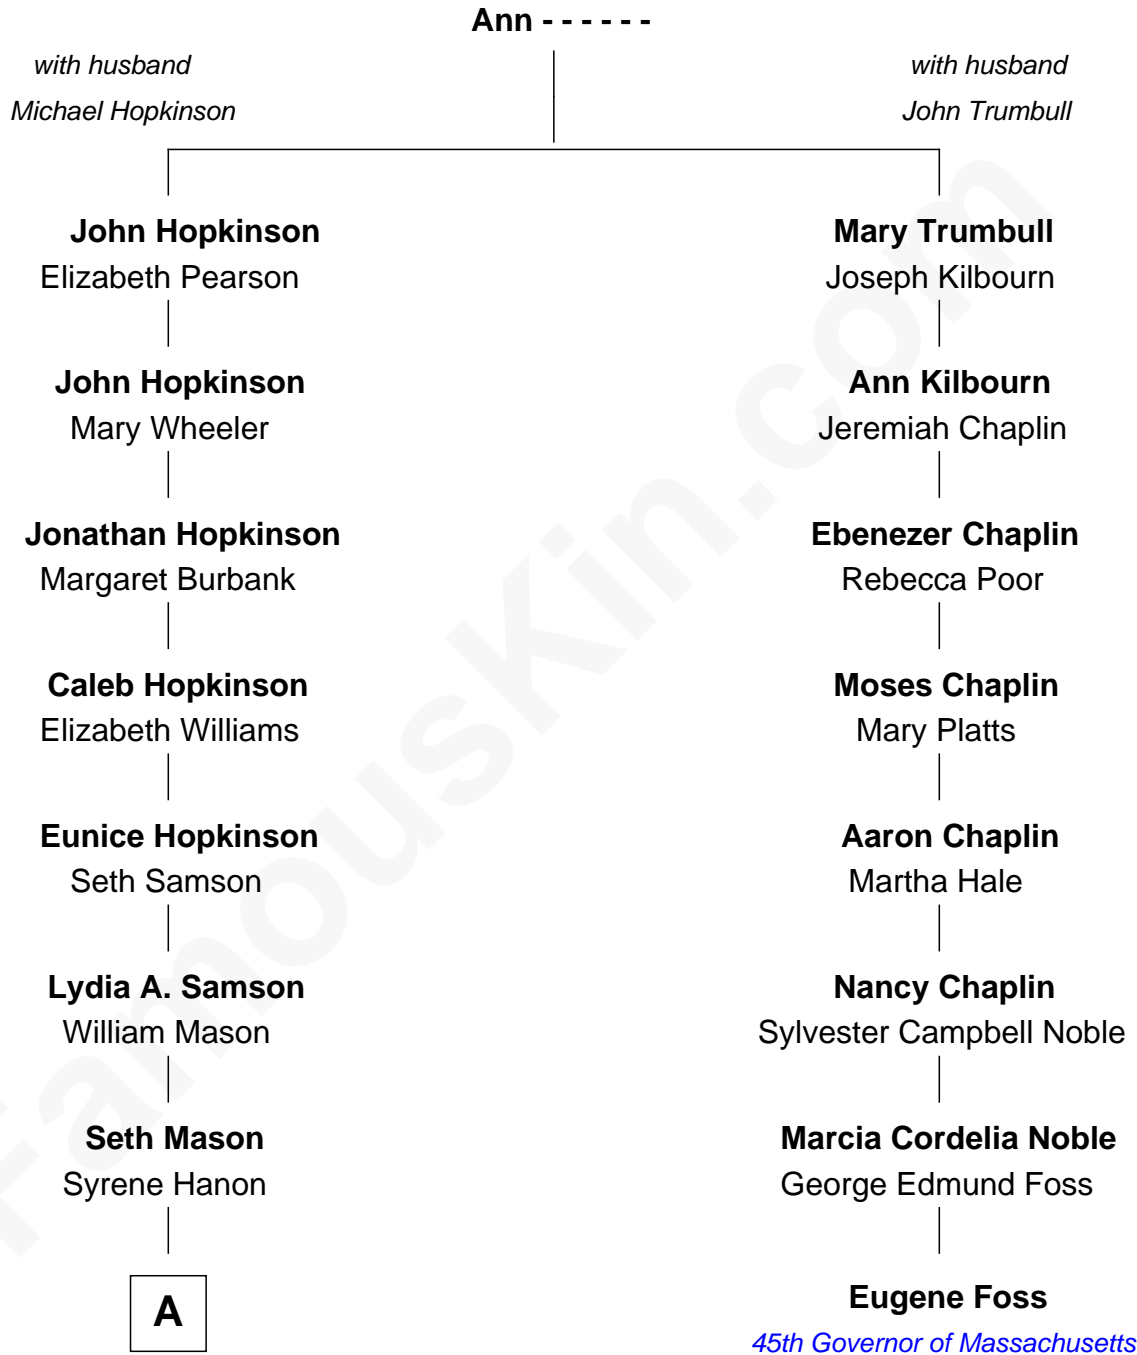 Ann - - - - - -
with husband
Michael Hopkinson
with husband
John Trumbull
John Hopkinson
Elizabeth Pearson
Mary Trumbull
Joseph Kilbourn
John Hopkinson
Mary Wheeler
Ann Kilbourn
Jeremiah Chaplin
Jonathan Hopkinson
Margaret Burbank
Ebenezer Chaplin
Rebecca Poor
Caleb Hopkinson
Elizabeth Williams
Moses Chaplin
Mary Platts
Eunice Hopkinson
Seth Samson
Aaron Chaplin
Martha Hale
Lydia A. Samson
William Mason
Nancy Chaplin
Sylvester Campbell Noble
Seth Mason
Syrene Hanon
Marcia Cordelia Noble
George Edmund Foss
A
Eugene Foss
45th Governor of Massachusetts
FamousKin.com